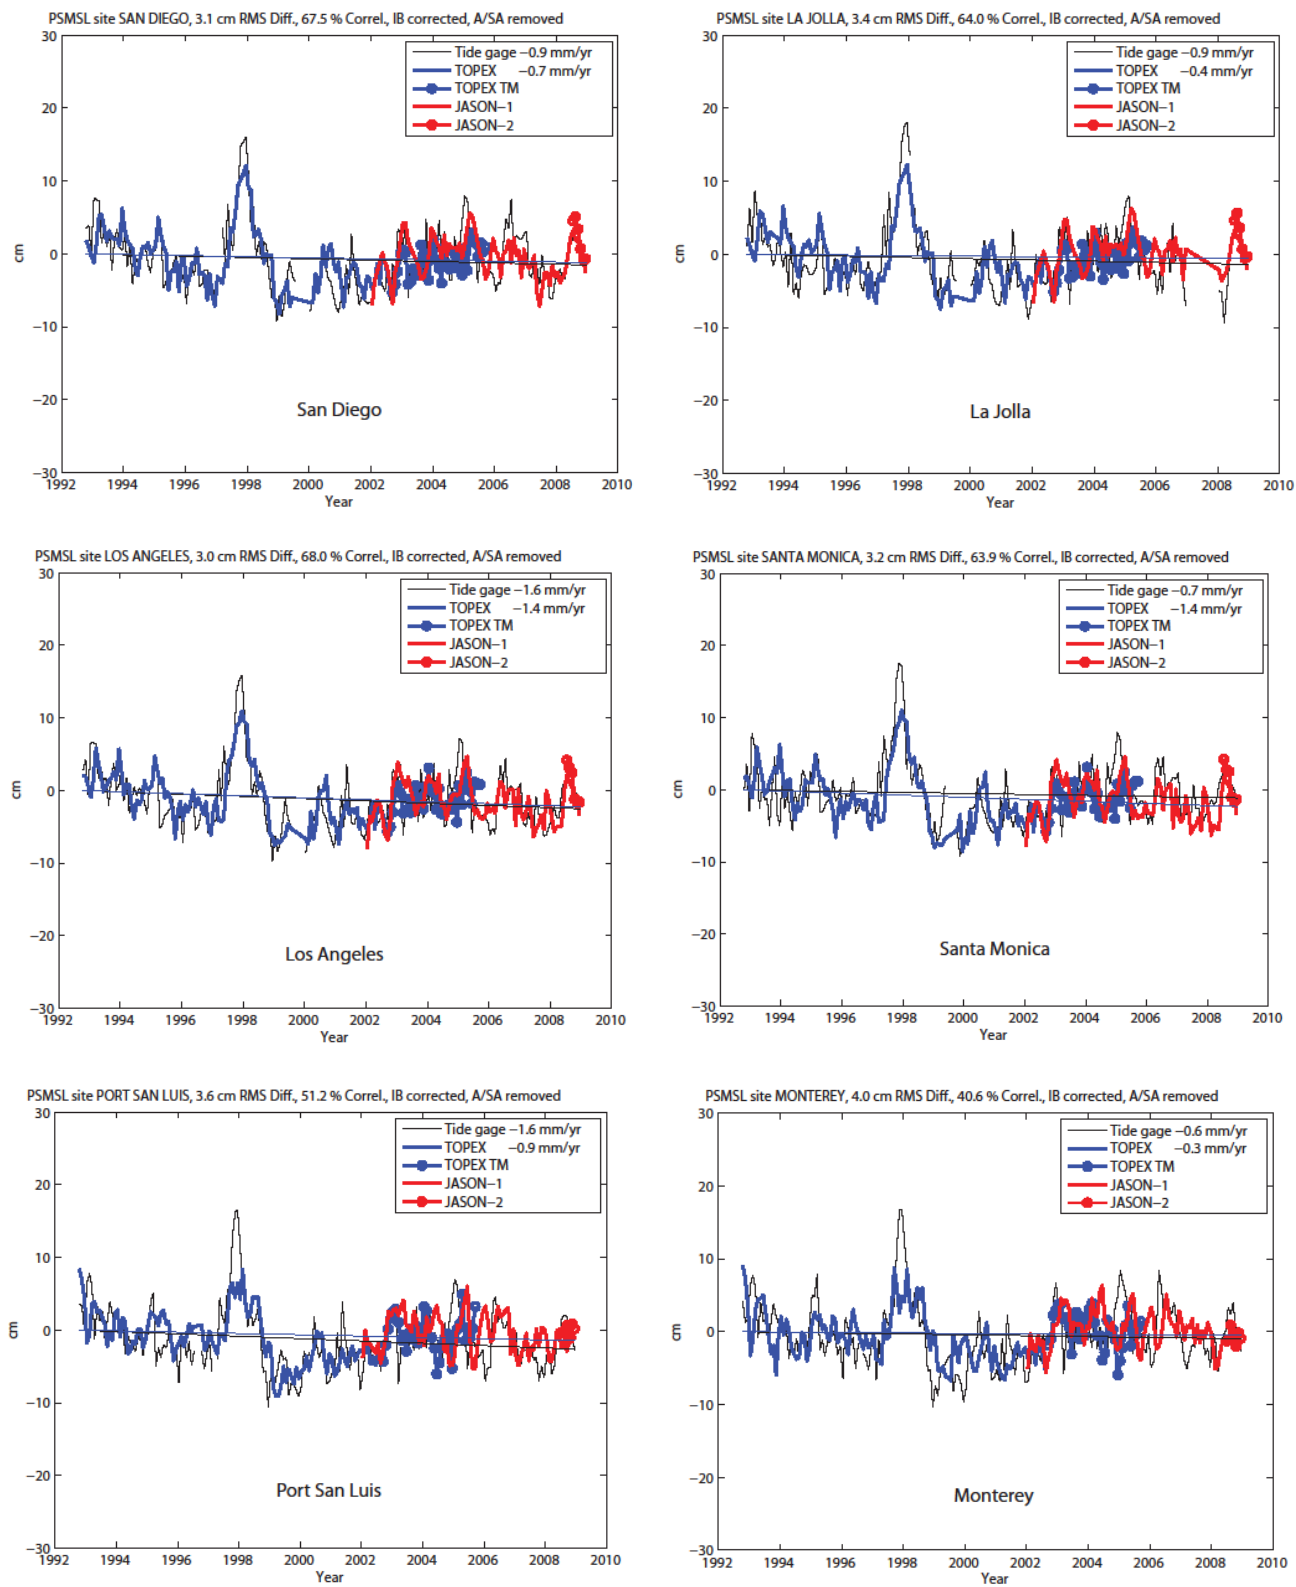 PSMSL site SAN DIEGO, 3.1 cm RMS Diff., 67.5 % Correl., IB corrected, A/SA removed
30
20
10
0
−10
−20
−30
cm
Tide gage −0.9 mm/yr
TOPEX −0.7 mm/yr
TOPEX TM
JASON−1
JASON−2
San Diego
1992 1994 1996 1998 2000 2002 2004 2006 2008 2010
Year
PSMSL site LA JOLLA, 3.4 cm RMS Diff., 64.0 % Correl., IB corrected, A/SA removed
30
20
10
0
−10
−20
−30
cm
Tide gage −0.9 mm/yr
TOPEX −0.4 mm/yr
TOPEX TM
JASON−1
JASON−2
La Jolla
1992 1994 1996 1998 2000 2002 2004 2006 2008 2010
Year
PSMSL site LOS ANGELES, 3.0 cm RMS Diff., 68.0 % Correl., IB corrected, A/SA removed
30
20
10
0
−10
−20
−30
cm
Tide gage −1.6 mm/yr
TOPEX −1.4 mm/yr
TOPEX TM
JASON−1
JASON−2
Los Angeles
1992 1994 1996 1998 2000 2002 2004 2006 2008 2010
Year
PSMSL site SANTA MONICA, 3.2 cm RMS Diff., 63.9 % Correl., IB corrected, A/SA removed
30
20
10
0
−10
−20
−30
cm
Tide gage −0.7 mm/yr
TOPEX −1.4 mm/yr
TOPEX TM
JASON−1
JASON−2
Santa Monica
1992 1994 1996 1998 2000 2002 2004 2006 2008 2010
Year
PSMSL site PORT SAN LUIS, 3.6 cm RMS Diff., 51.2 % Correl., IB corrected, A/SA removed
30
20
10
0
−10
−20
−30
cm
Tide gage −1.6 mm/yr
TOPEX −0.9 mm/yr
TOPEX TM
JASON−1
JASON−2
Port San Luis
1992 1994 1996 1998 2000 2002 2004 2006 2008 2010
Year
PSMSL site MONTEREY, 4.0 cm RMS Diff., 40.6 % Correl., IB corrected, A/SA removed
30
20
10
0
−10
−20
−30
cm
Tide gage −0.6 mm/yr
TOPEX −0.3 mm/yr
TOPEX TM
JASON−1
JASON−2
Monterey
1992 1994 1996 1998 2000 2002 2004 2006 2008 2010
Year